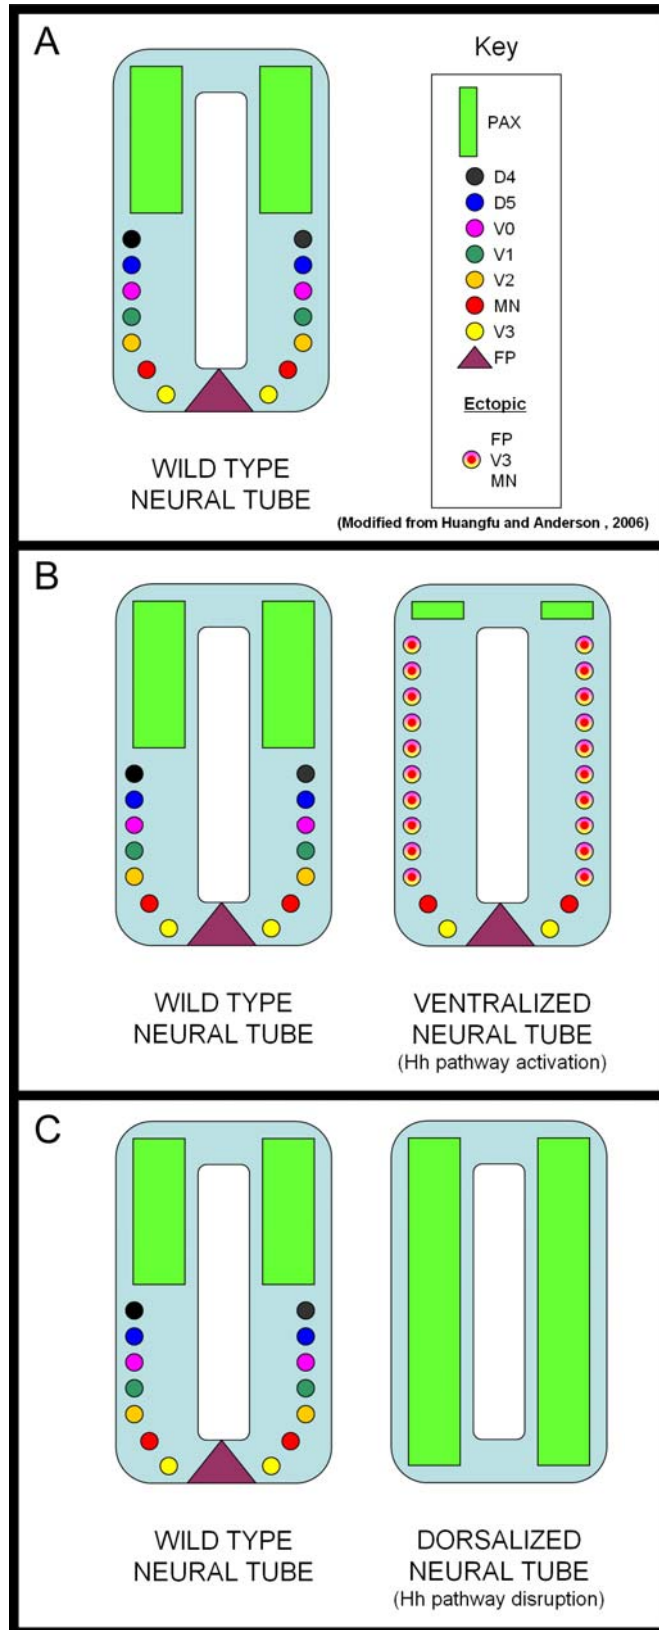 A
Key
PAX
D4
D5
V0
V1
V2
MN
V3
FP
Ectopic
FP
V3
MN
WILD TYPE
NEURAL TUBE
(Modified from Huangfu and Anderson , 2006)
B
WILD TYPE
NEURAL TUBE
VENTRALIZED
NEURAL TUBE
(Hh pathway activation)
C
WILD TYPE
NEURAL TUBE
DORSALIZED
NEURAL TUBE
(Hh pathway disruption)